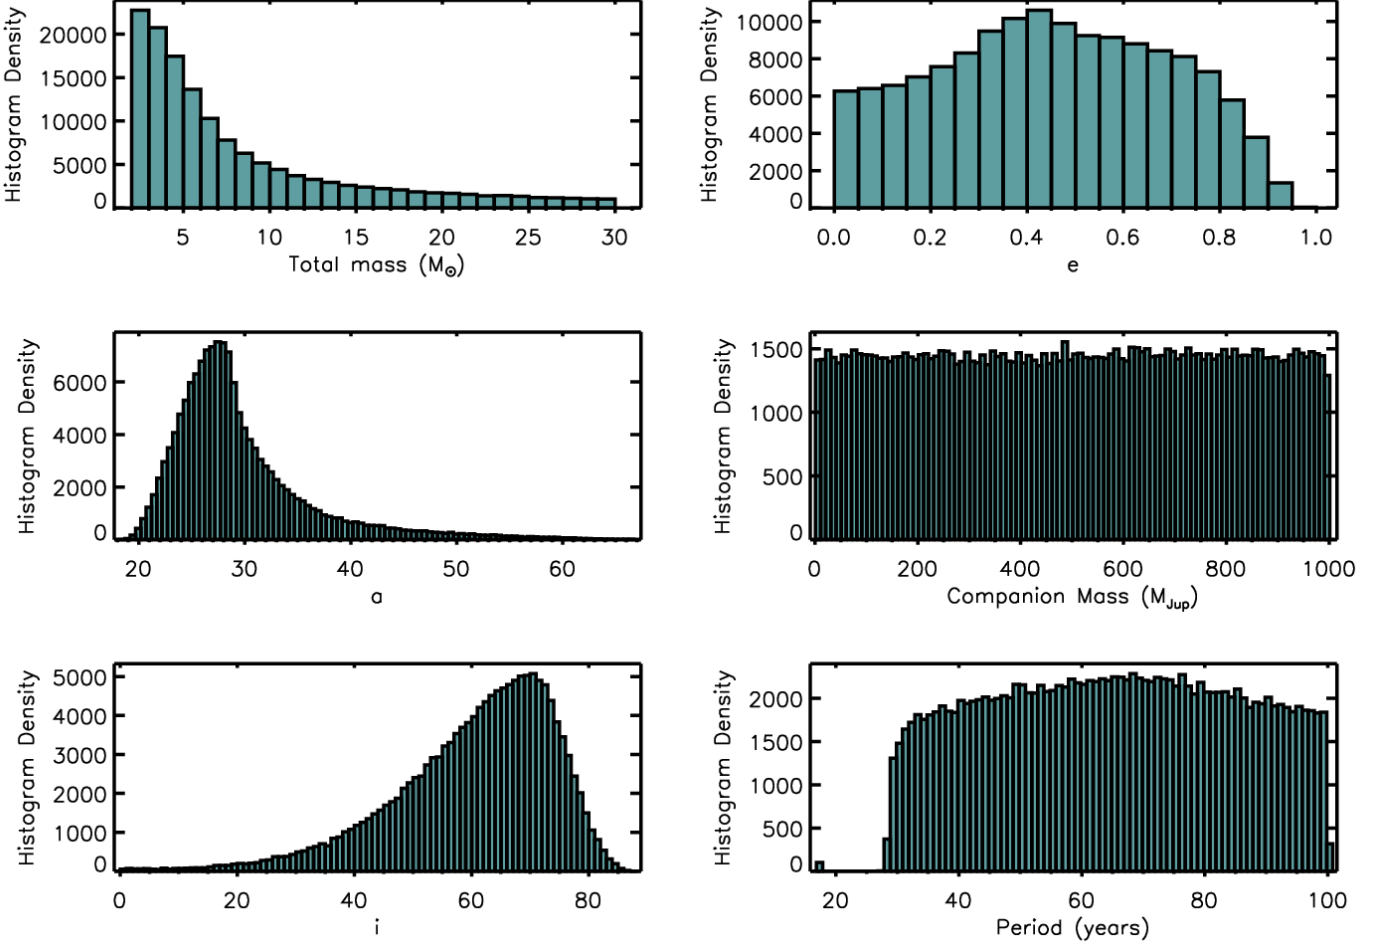 Histogram Density
20000
15000
10000
5000
0
5 10 15 20 25 30
Total mass (M⊙)
Histogram Density
10000
8000
6000
4000
2000
0
0.0 0.2 0.4 0.6 0.8 1.0
e
Histogram Density
6000
4000
2000
0
20 30 40 50 60
a
Histogram Density
1500
1000
500
0
0 200 400 600 800 1000
Companion Mass (MJup)
Histogram Density
5000
4000
3000
2000
1000
0
0 20 40 60 80
i
Histogram Density
2000
1500
1000
500
0
20 40 60 80 100
Period (years)